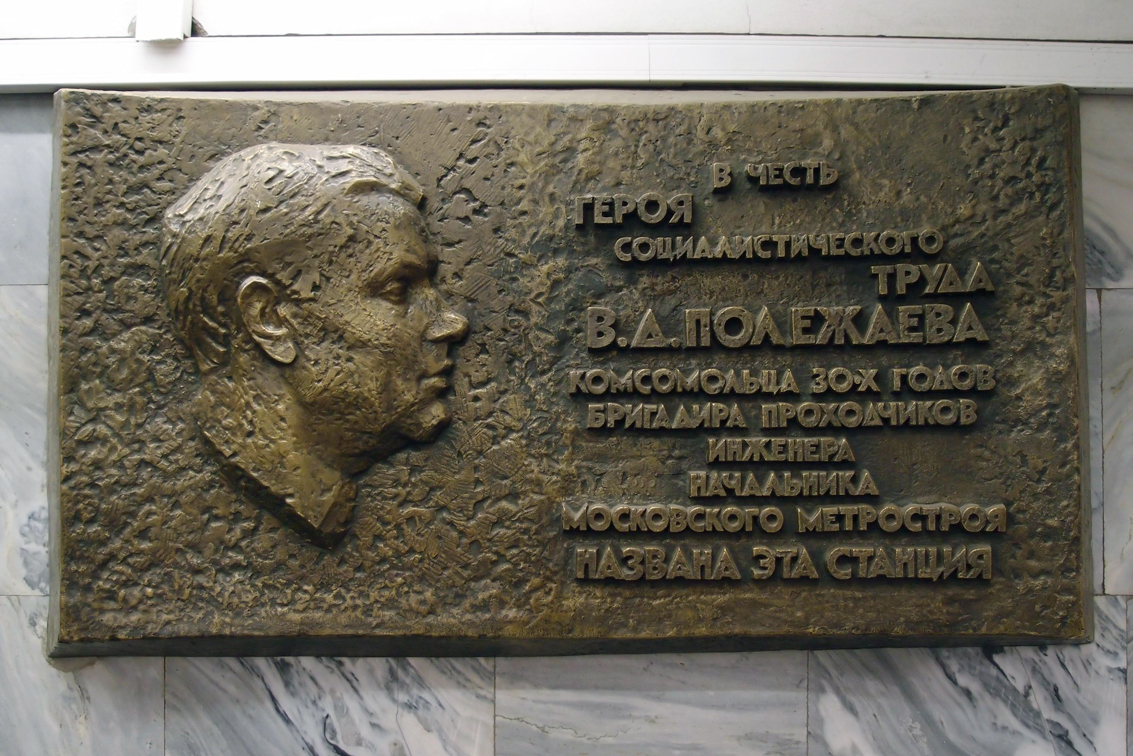 В ЧЕСТЬ
ГЕРОЯ
СОЦИАЛИСТИЧЕСКОГО
ТРУДА
В.Д.ПОЛЕЖАЕВА
КОМСОМОЛЬЦА 30-Х ГОДОВ
БРИГАДИРА ПРОХОДЧИКОВ
ИНЖЕНЕРА
НАЧАЛЬНИКА
МОСКОВСКОГО МЕТРОСТРОЯ
НАЗВАНА ЭТА СТАНЦИЯ